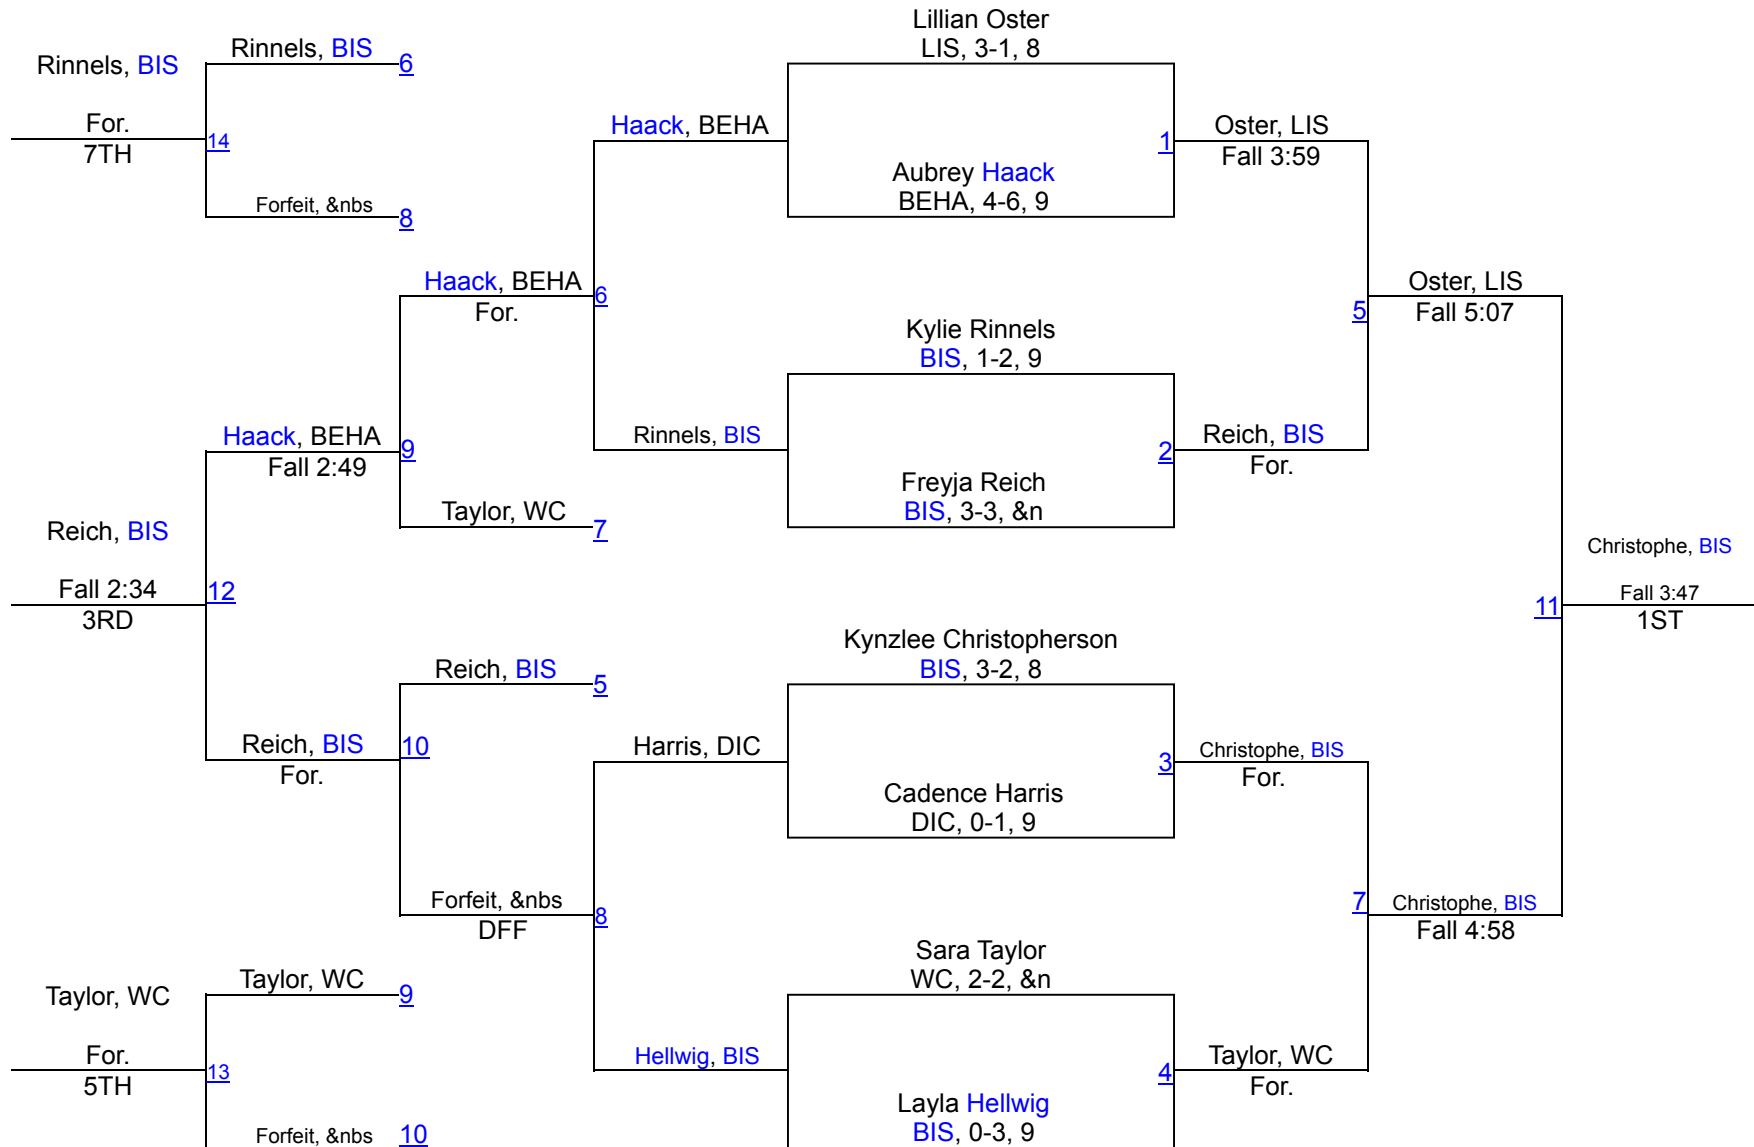 Rinnels, BIS
For.
7TH
Rinnels, BIS
6
14
Forfeit, &nbs
8
Haack, BEHA
For.
6
Haack, BEHA
Rinnels, BIS
Haack, BEHA
Fall 2:49
9
Taylor, WC
7
Reich, BIS
Fall 2:34
3RD
12
Reich, BIS
5
Reich, BIS
For.
10
Harris, DIC
Forfeit, &nbs
DFF
8
Hellwig, BIS
Taylor, WC
For.
5TH
Taylor, WC
9
13
Forfeit, &nbs
10
Lillian Oster
LIS, 3-1, 8
1
Aubrey Haack
BEHA, 4-6, 9
Oster, LIS
Fall 3:59
Kylie Rinnels
BIS, 1-2, 9
2
Freyja Reich
BIS, 3-3, &n
Reich, BIS
For.
5
Oster, LIS
Fall 5:07
Kynzlee Christopherson
BIS, 3-2, 8
3
Cadence Harris
DIC, 0-1, 9
Christophe, BIS
For.
Sara Taylor
WC, 2-2, &n
4
Layla Hellwig
BIS, 0-3, 9
Taylor, WC
For.
7
Christophe, BIS
Fall 4:58
11
Christophe, BIS
Fall 3:47
1ST